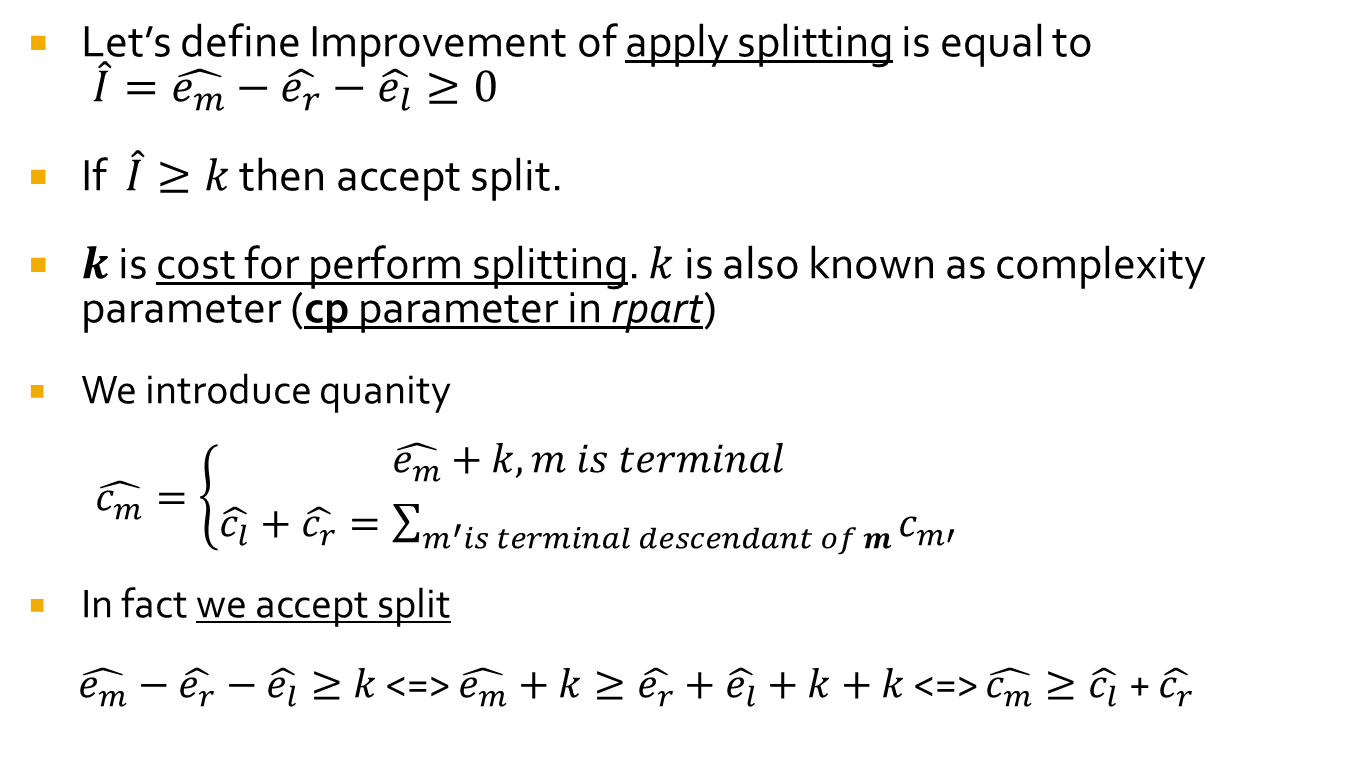 Let's define Improvement of apply splitting is equal to
Î = ê_m − ê_r − ê_l ≥ 0
If Î ≥ k then accept split.
k is cost for perform splitting. k is also known as complexity
parameter (cp parameter in rpart)
We introduce quanity
ĉ_m = { ê_m + k, m is terminal
ĉ_l + ĉ_r = ∑_{m′is terminal descendant of m} c_{m′}
In fact we accept split
ê_m − ê_r − ê_l ≥ k <=> ê_m + k ≥ ê_r + ê_l + k + k <=> ĉ_m ≥ ĉ_l + ĉ_r